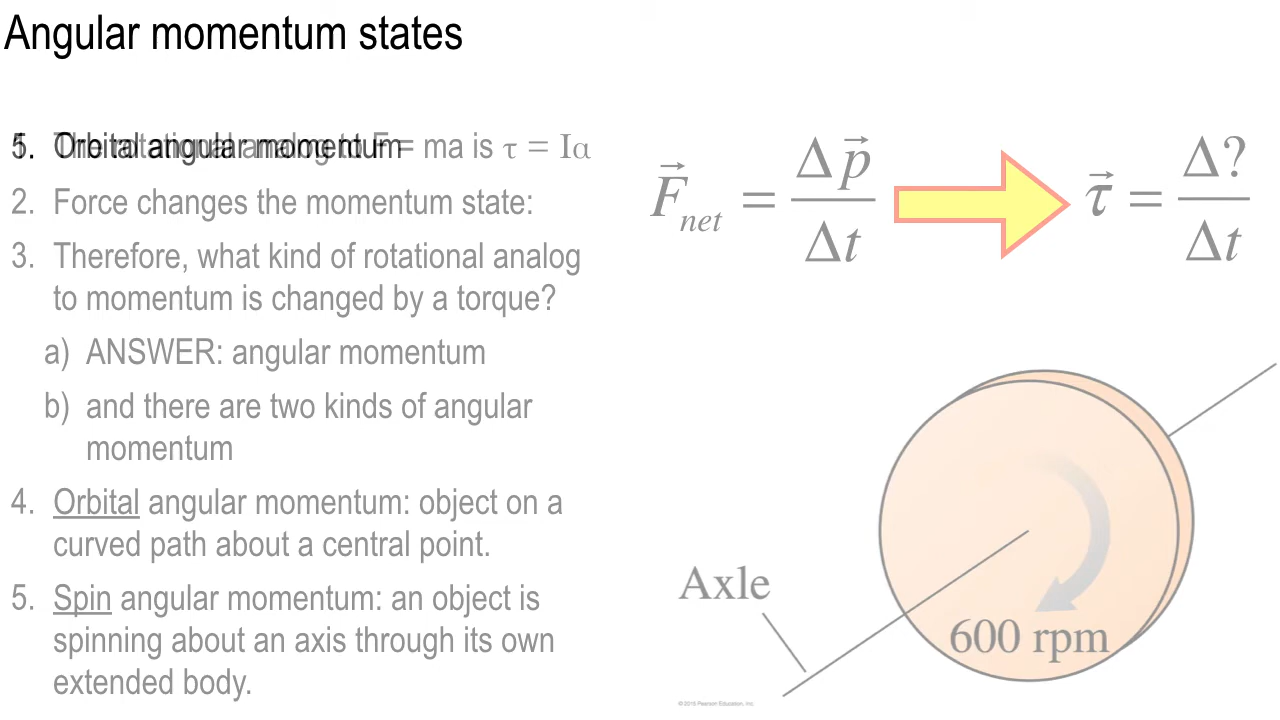 Angular momentum states
5. Orbital angular momentum
1. The rotational analog to F = ma is τ = Iα
2. Force changes the momentum state:
3. Therefore, what kind of rotational analog
to momentum is changed by a torque?
a) ANSWER: angular momentum
b) and there are two kinds of angular
momentum
4. Orbital angular momentum: object on a
curved path about a central point.
5. Spin angular momentum: an object is
spinning about an axis through its own
extended body.
F⃗net = Δp⃗/Δt
τ⃗ = Δ?/Δt
Axle
600 rpm
© 2015 Pearson Education, Inc.